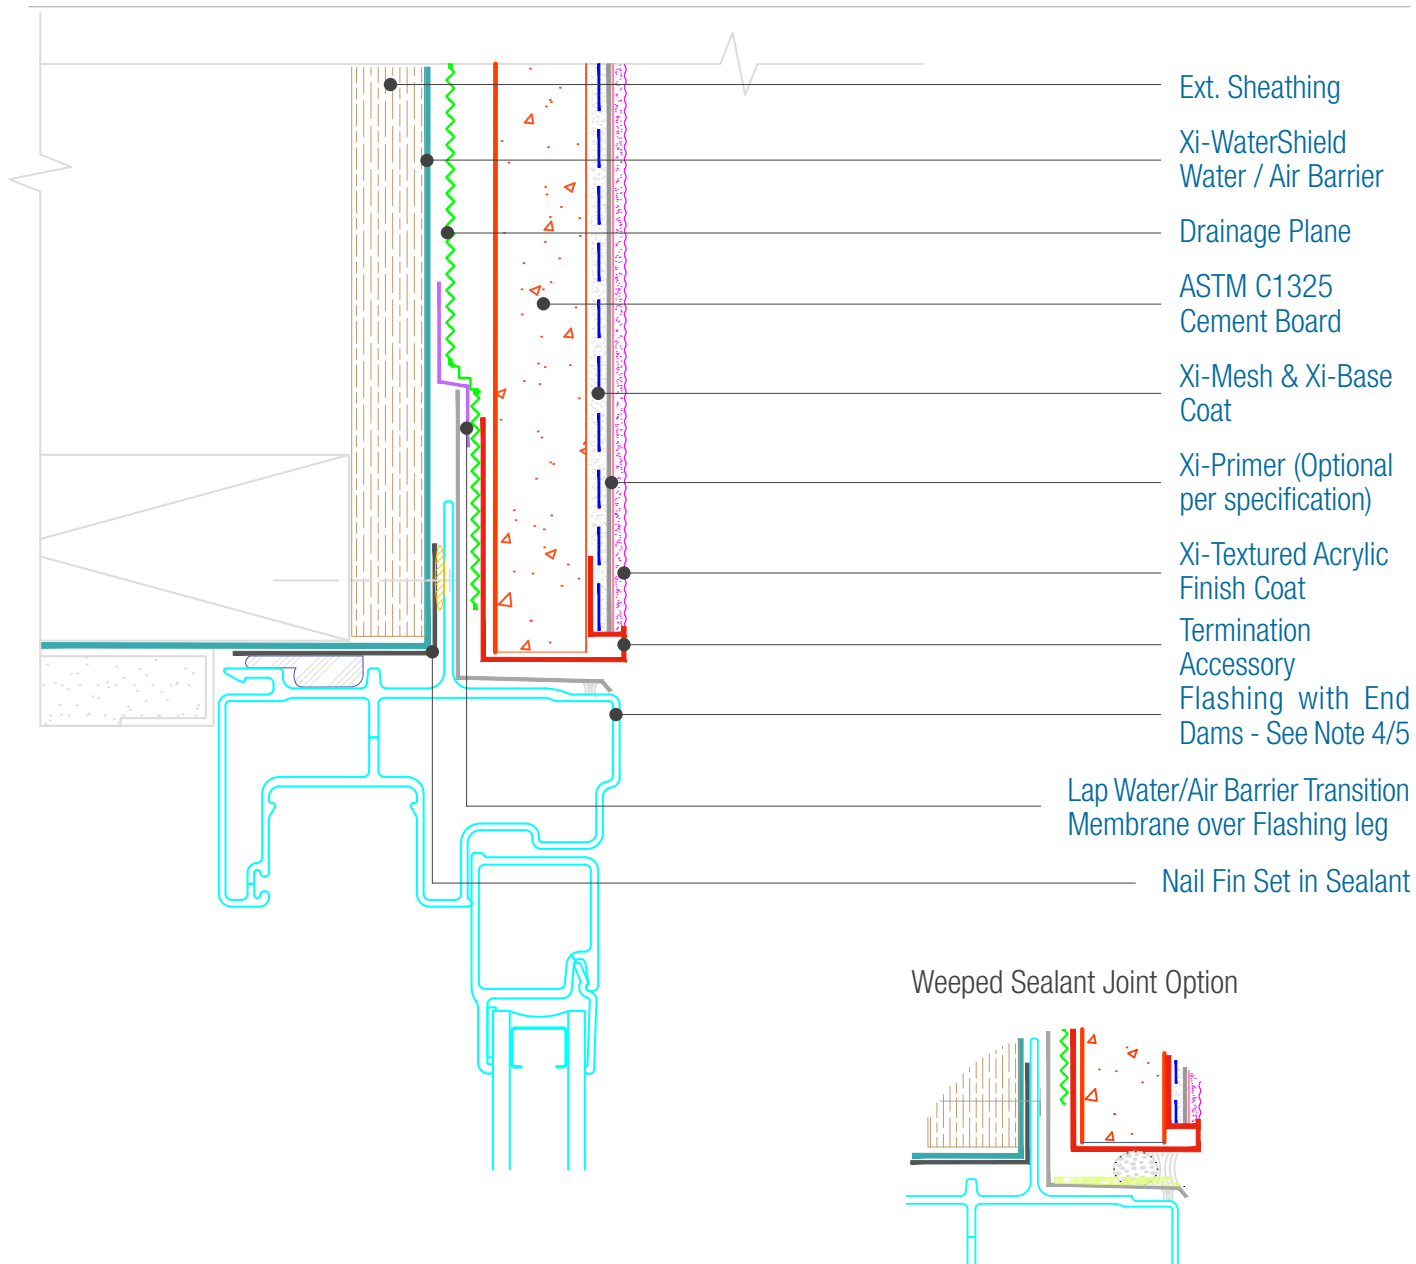 Ext. Sheathing
Xi-WaterShield
Water / Air Barrier
Drainage Plane
ASTM C1325
Cement Board
Xi-Mesh & Xi-Base
Coat
Xi-Primer (Optional
per specification)
Xi-Textured Acrylic
Finish Coat
Termination
Accessory
Flashing with End
Dams - See Note 4/5
Lap Water/Air Barrier Transition
Membrane over Flashing leg
Nail Fin Set in Sealant
Weeped Sealant Joint Option